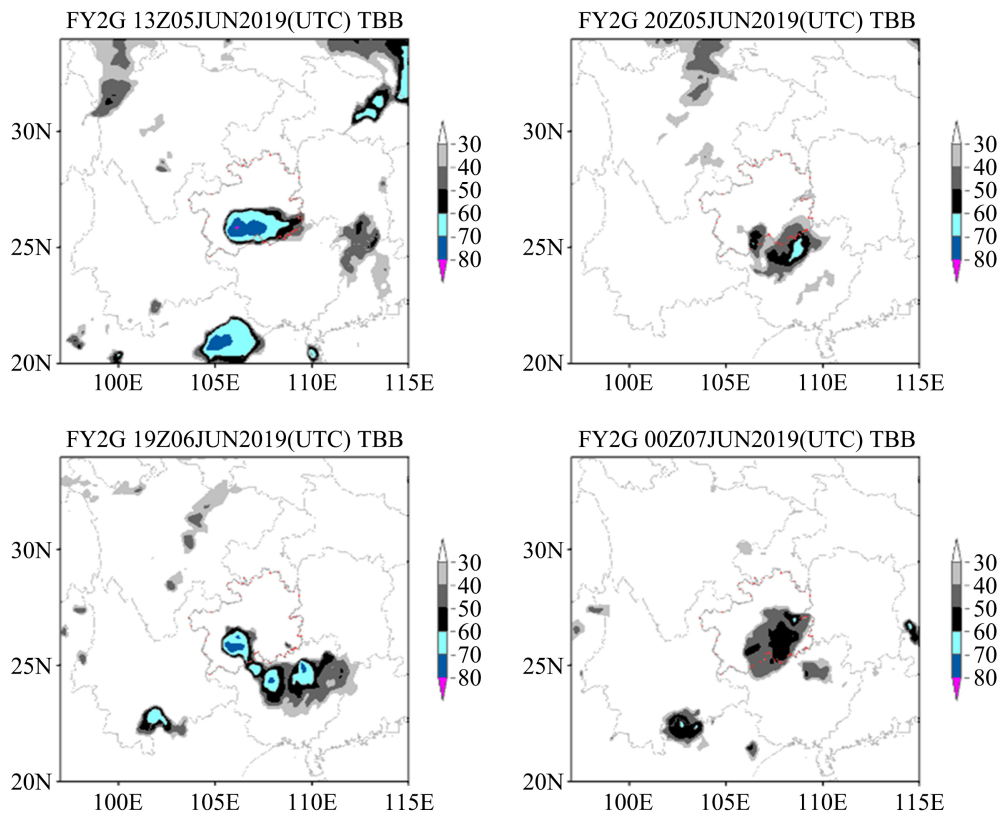 FY2G 13Z05JUN2019(UTC) TBB
30N
25N
20N
100E 105E 110E 115E
30
40
50
60
70
80
FY2G 20Z05JUN2019(UTC) TBB
30N
25N
20N
100E 105E 110E 115E
30
40
50
60
70
80
FY2G 19Z06JUN2019(UTC) TBB
30N
25N
20N
100E 105E 110E 115E
30
40
50
60
70
80
FY2G 00Z07JUN2019(UTC) TBB
30N
25N
20N
100E 105E 110E 115E
30
40
50
60
70
80